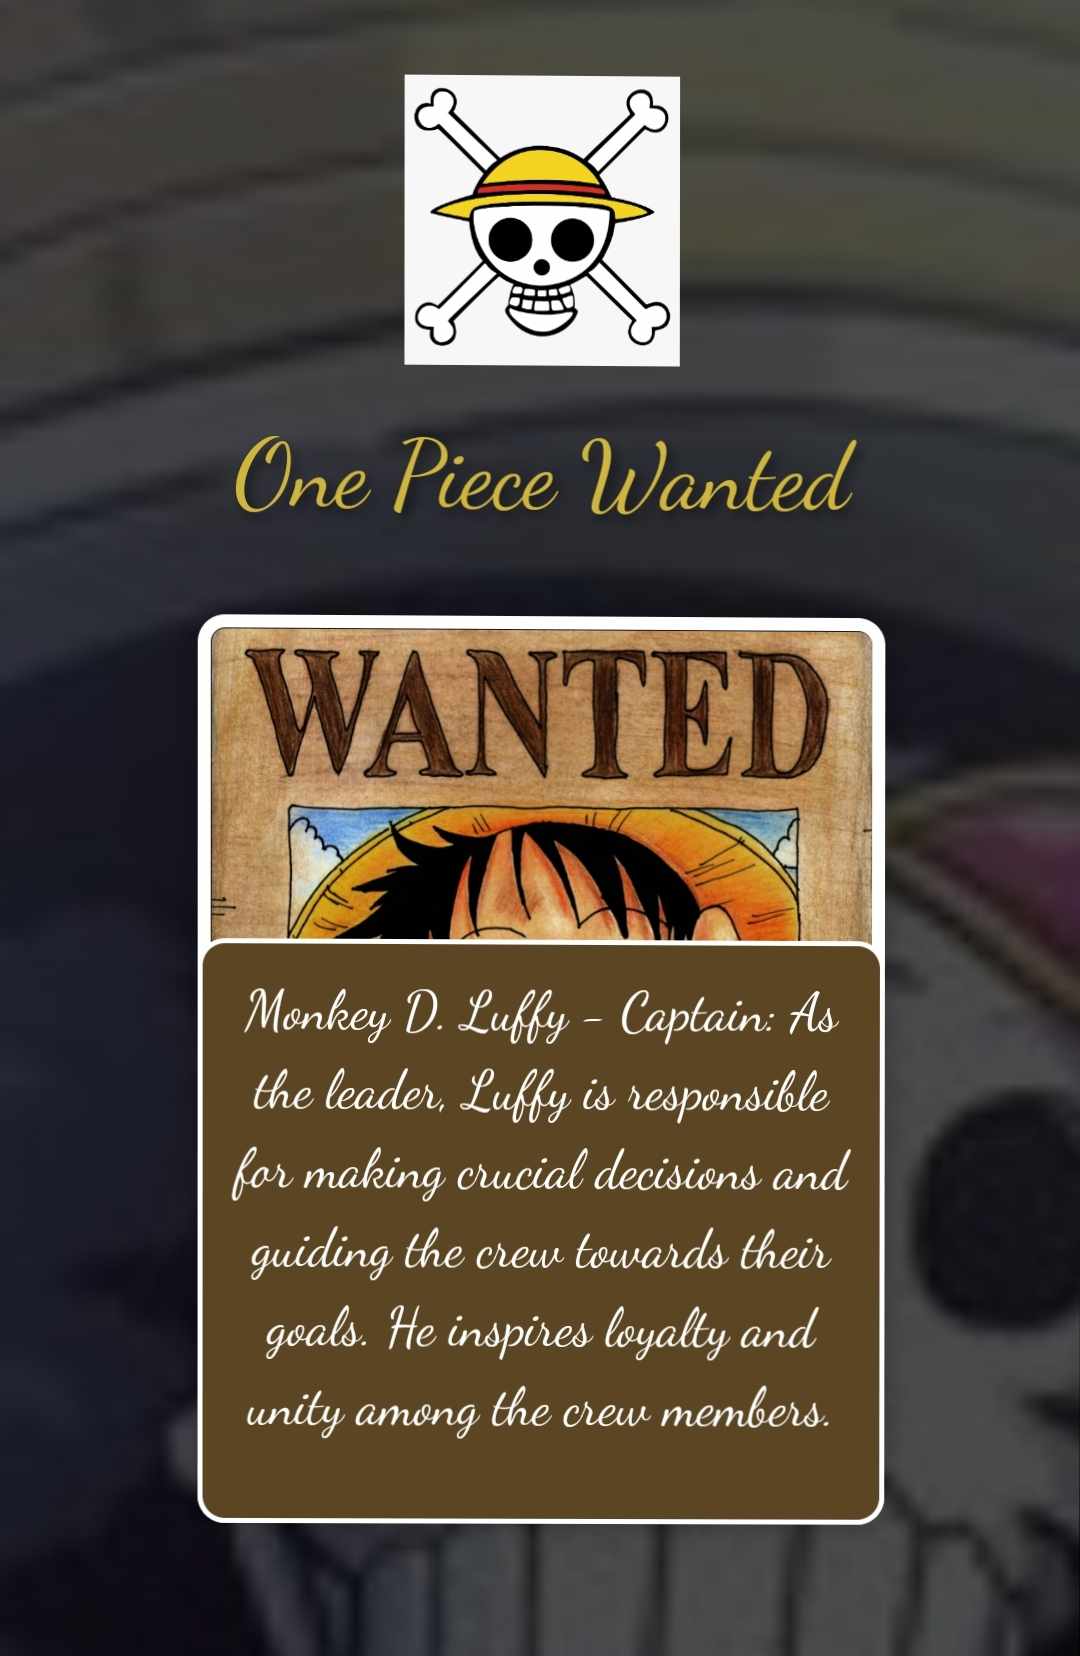 One Piece Wanted
WANTED
Monkey D. Luffy - Captain: As
the leader, Luffy is responsible
for making crucial decisions and
guiding the crew towards their
goals. He inspires loyalty and
unity among the crew members.